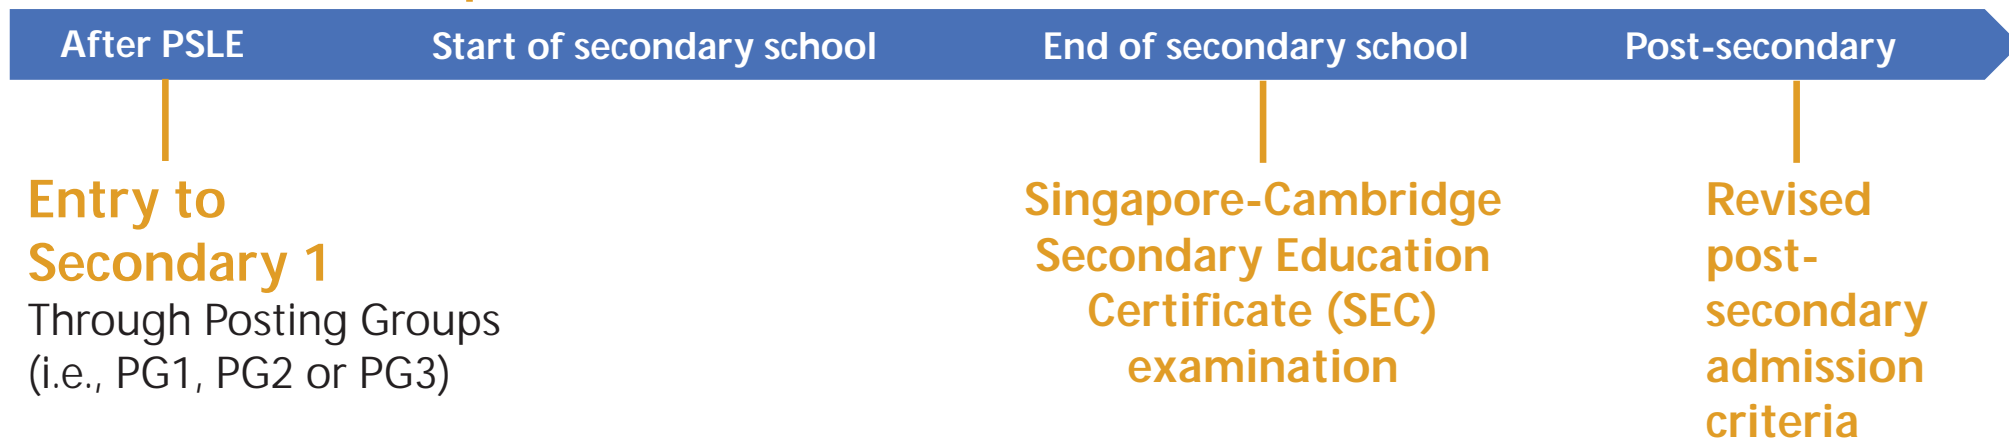 After PSLE
Start of secondary school
End of secondary school
Post-secondary
Entry to
Secondary 1
Through Posting Groups
(i.e., PG1, PG2 or PG3)
Singapore-Cambridge
Secondary Education
Certificate (SEC)
examination
Revised
post-
secondary
admission
criteria